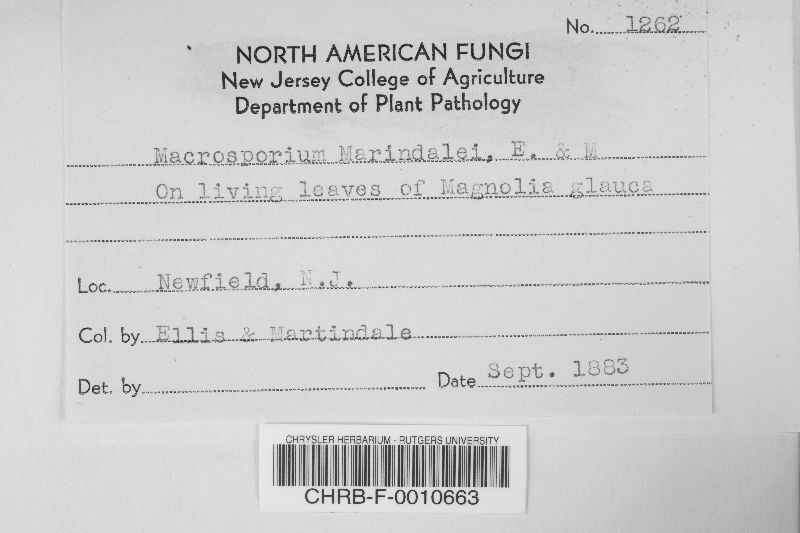 No. 1262
NORTH AMERICAN FUNGI
New Jersey College of Agriculture
Department of Plant Pathology
Macrosporium Marindalei, E. & M
On living leaves of Magnolia glauca
Loc. Newfield, N.J.
Col. by Ellis & Martindale
Det. by
Date Sept. 1883
CHRYSLER HERBARIUM - RUTGERS UNIVERSITY
CHRB-F-0010663